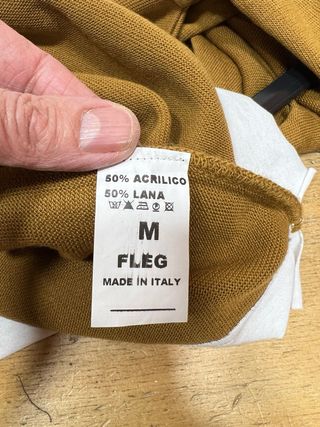 50% ACRILICO
50% LANA
M
FLEG
MADE IN ITALY